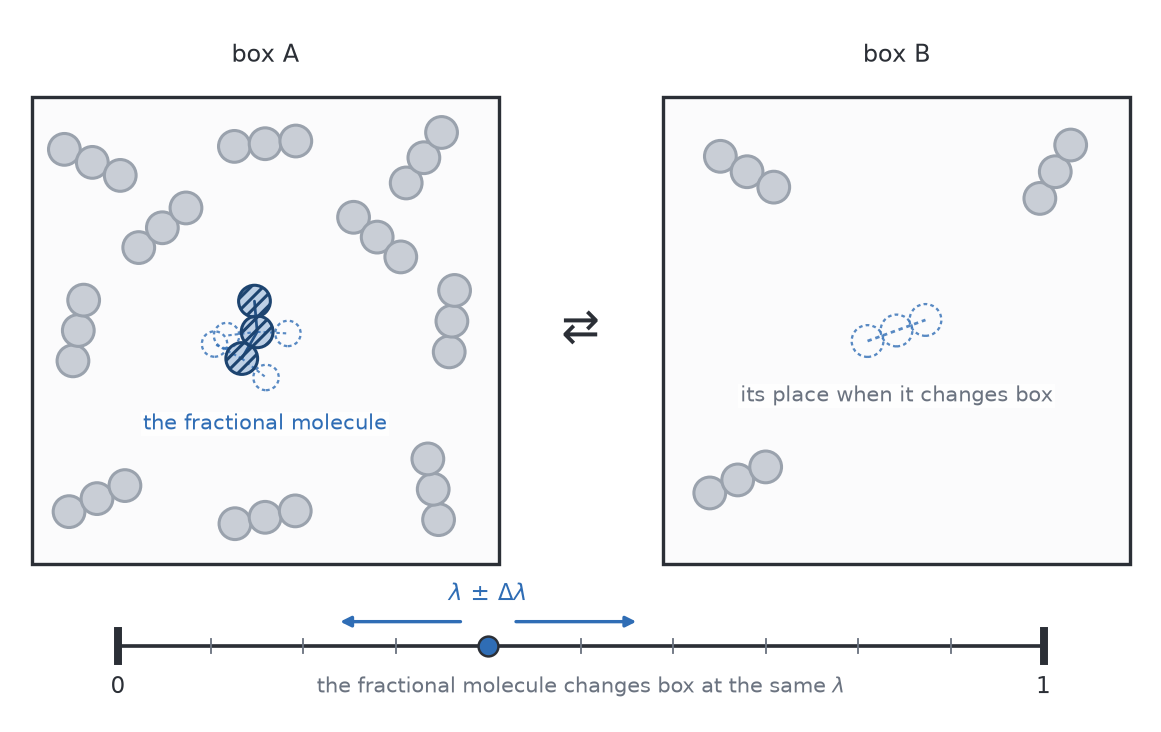 box A
box B
the fractional molecule
its place when it changes box
⇄
λ ± Δλ
0
the fractional molecule changes box at the same λ
1